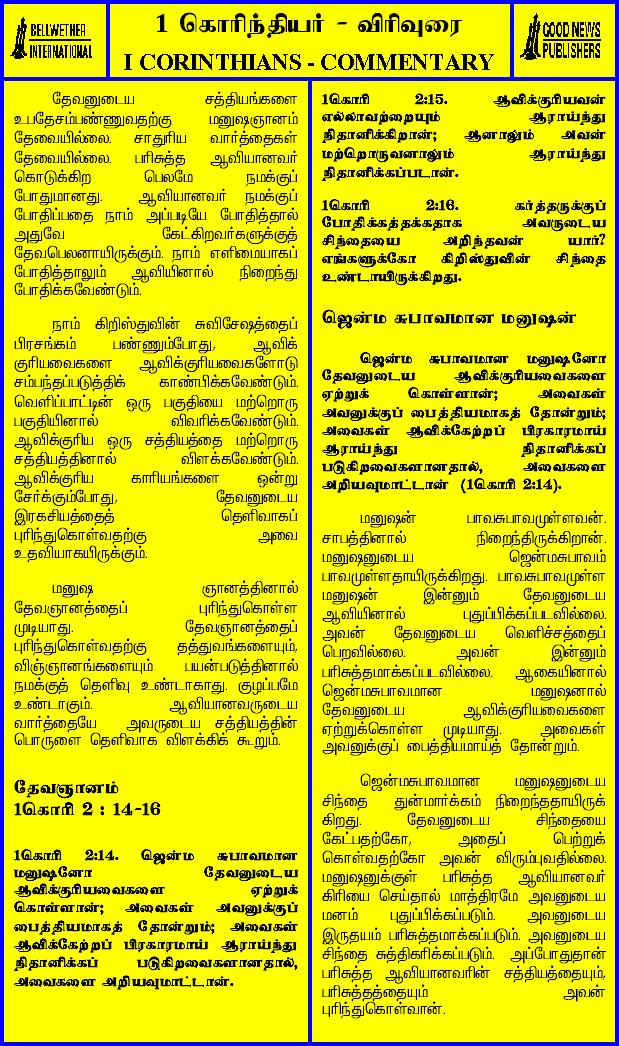 BELLWETHER
INTERNATIONAL
1 கொரிந்தியர் - விரிவுரை
I CORINTHIANS - COMMENTARY
GOOD NEWS
PUBLISHERS
தேவனுடைய சத்தியங்களை
உபதேசம்பண்ணுவதற்கு மனுஷஞானம்
தேவையில்லை. சாதுரிய வார்த்தைகள்
தேவையில்லை. பரிசுத்த ஆவியானவர்
கொடுக்கிற பெலமே நமக்குப்
போதுமானது. ஆவியானவர் நமக்குப்
போதிப்பதை நாம் அப்படியே போதித்தால்
அதுவே கேட்கிறவர்களுக்குத்
தேவபெலனாயிருக்கும். நாம் எளிமையாகப்
போதித்தாலும் ஆவியினால் நிறைந்து
போதிக்கவேண்டும்.
நாம் கிறிஸ்துவின் சுவிசேஷத்தைப்
பிரசங்கம் பண்ணும்போது, ஆவிக்
குரியவைகளை ஆவிக்குரியவைகளோடு
சம்பந்தப்படுத்திக் காண்பிக்கவேண்டும்.
வெளிப்பாட்டின் ஒரு பகுதியை மற்றொரு
பகுதியினால் விவரிக்கவேண்டும்.
ஆவிக்குரிய ஒரு சத்தியத்தை மற்றொரு
சத்தியத்தினால் விளக்கவேண்டும்.
ஆவிக்குரிய காரியங்களை ஒன்று
சேர்க்கும்போது, தேவனுடைய
இரகசியத்தைத் தெளிவாகப்
புரிந்துகொள்வதற்கு அவை
உதவியாகயிருக்கும்.
மனுஷ ஞானத்தினால்
தேவஞானத்தைப் புரிந்துகொள்ள
முடியாது. தேவஞானத்தைப்
புரிந்துகொள்வதற்கு தத்துவங்களையும்,
விஞ்ஞானங்களையும் பயன்படுத்தினால்
நமக்குத் தெளிவு உண்டாகாது. குழப்பமே
உண்டாகும். ஆவியானவருடைய
வார்த்தையே அவருடைய சத்தியத்தின்
பொருளை தெளிவாக விளக்கிக் கூறும்.
தேவஞானம்
1கொரி 2 : 14-16
1கொரி 2:14. ஜென்ம சுபாவமான
மனுஷனோ தேவனுடைய
ஆவிக்குரியவைகளை ஏற்றுக்
கொள்ளான்; அவைகள் அவனுக்குப்
பைத்தியமாகத் தோன்றும்; அவைகள்
ஆவிக்கேற்றப் பிரகாரமாய் ஆராய்ந்து
நிதானிக்கப் படுகிறவைகளானதால்,
அவைகளை அறியவுமாட்டான்.
1கொரி 2:15. ஆவிக்குரியவன்
எல்லாவற்றையும் ஆராய்ந்து
நிதானிக்கிறான்; ஆனாலும் அவன்
மற்றொருவனாலும் ஆராய்ந்து
நிதானிக்கப்படான்.
1கொரி 2:16. கர்த்தருக்குப்
போதிக்கத்தக்கதாக அவருடைய
சிந்தையை அறிந்தவன் யார்?
எங்களுக்கோ கிறிஸ்துவின் சிந்தை
உண்டாயிருக்கிறது.
ஜென்ம சுபாவமான மனுஷன்
ஜென்ம சுபாவமான மனுஷனோ
தேவனுடைய ஆவிக்குரியவைகளை
ஏற்றுக் கொள்ளான்; அவைகள்
அவனுக்குப் பைத்தியமாகத் தோன்றும்;
அவைகள் ஆவிக்கேற்றப் பிரகாரமாய்
ஆராய்ந்து நிதானிக்கப்
படுகிறவைகளானதால், அவைகளை
அறியவுமாட்டான் (1கொரி 2:14).
மனுஷன் பாவசுபாவமுள்ளவன்.
சாபத்தினால் நிறைந்திருக்கிறான்.
மனுஷனுடைய ஜென்மசுபாவம்
பாவமுள்ளதாயிருக்கிறது. பாவசுபாவமுள்ள
மனுஷன் இன்னும் தேவனுடைய
ஆவியினால் புதுப்பிக்கப்படவில்லை.
அவன் தேவனுடைய வெளிச்சத்தைப்
பெறவில்லை. அவன் இன்னும்
பரிசுத்தமாக்கப்படவில்லை. ஆகையினால்
ஜென்மசுபாவமான மனுஷனால்
தேவனுடைய ஆவிக்குரியவைகளை
ஏற்றுக்கொள்ள முடியாது. அவைகள்
அவனுக்குப் பைத்தியமாய்த் தோன்றும்.
ஜென்மசுபாவமான மனுஷனுடைய
சிந்தை துன்மார்க்கம் நிறைந்ததாயிருக்
கிறது. தேவனுடைய சிந்தையை
கேட்பதற்கோ, அதைப் பெற்றுக்
கொள்வதற்கோ அவன் விரும்புவதில்லை.
மனுஷனுக்குள் பரிசுத்த ஆவியானவர்
கிரியை செய்தால் மாத்திரமே அவனுடைய
மனம் புதுப்பிக்கப்படும். அவனுடைய
இருதயம் பரிசுத்தமாக்கப்படும். அவனுடைய
சிந்தை சுத்திகரிக்கப்படும். அப்போதுதான்
பரிசுத்த ஆவியானவரின் சத்தியத்தையும்,
பரிசுத்தத்தையும் அவன்
புரிந்துகொள்வான்.